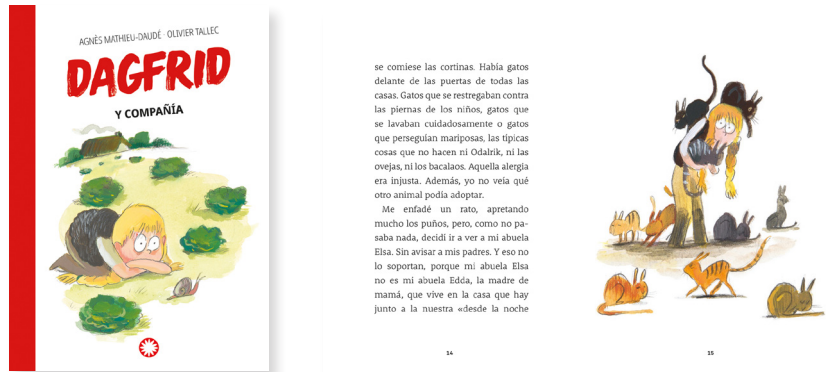 AGNÈS MATHIEU-DAUDÉ · OLIVIER TALLEC
DAGFRID
Y COMPAÑÍA
se comiese las cortinas. Había gatos
delante de las puertas de todas las
casas. Gatos que se restregaban contra
las piernas de los niños, gatos que
se lavaban cuidadosamente o gatos
que perseguían mariposas, las típicas
cosas que no hacen ni Odalrik, ni las
ovejas, ni los bacalaos. Aquella alergia
era injusta. Además, yo no veía qué
otro animal podía adoptar.
Me enfadé un rato, apretando
mucho los puños, pero, como no pa-
saba nada, decidí ir a ver a mi abuela
Elsa. Sin avisar a mis padres. Y eso no
lo soportan, porque mi abuela Elsa
no es mi abuela Edda, la madre de
mamá, que vive en la casa que hay
junto a la nuestra «desde la noche
14
15